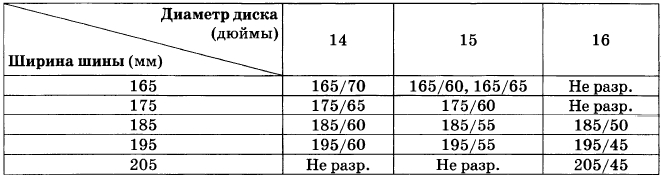 Диаметр диска
(дюймы)
Ширина шины (мм)
14
15
16
165
165/70
165/60, 165/65
Не разр.
175
175/65
175/60
Не разр.
185
185/60
185/55
185/50
195
195/60
195/55
195/45
205
Не разр.
Не разр.
205/45